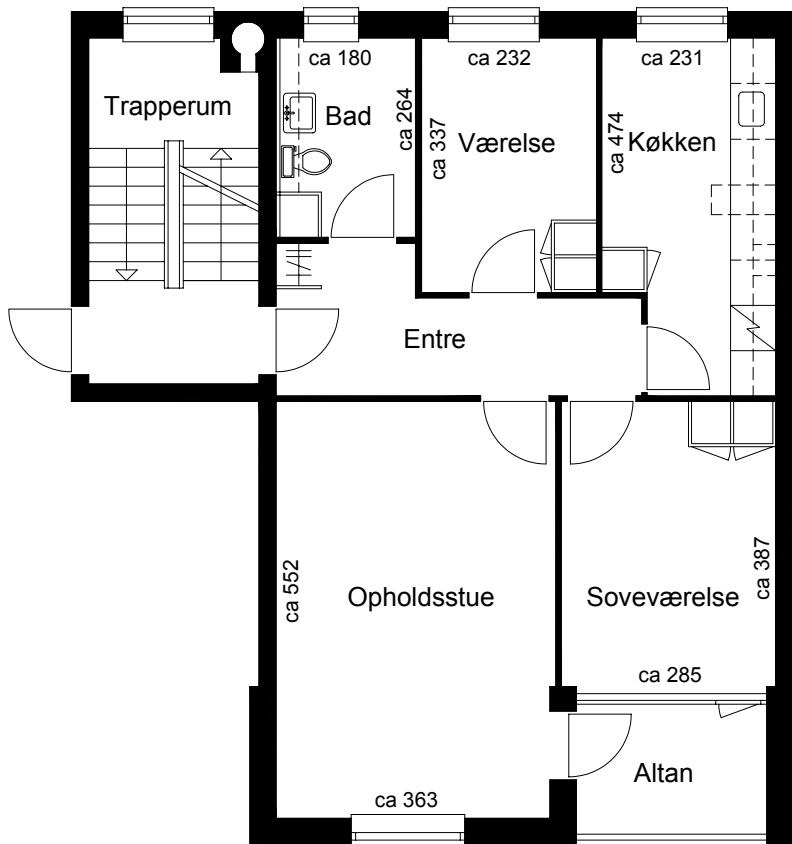 ca 180
ca 232
ca 231
Trapperum
Bad
ca 264
ca 337
Værelse
ca 474
Køkken
Entre
ca 552
Opholdsstue
Soveværelse
ca 387
ca 285
Altan
ca 363